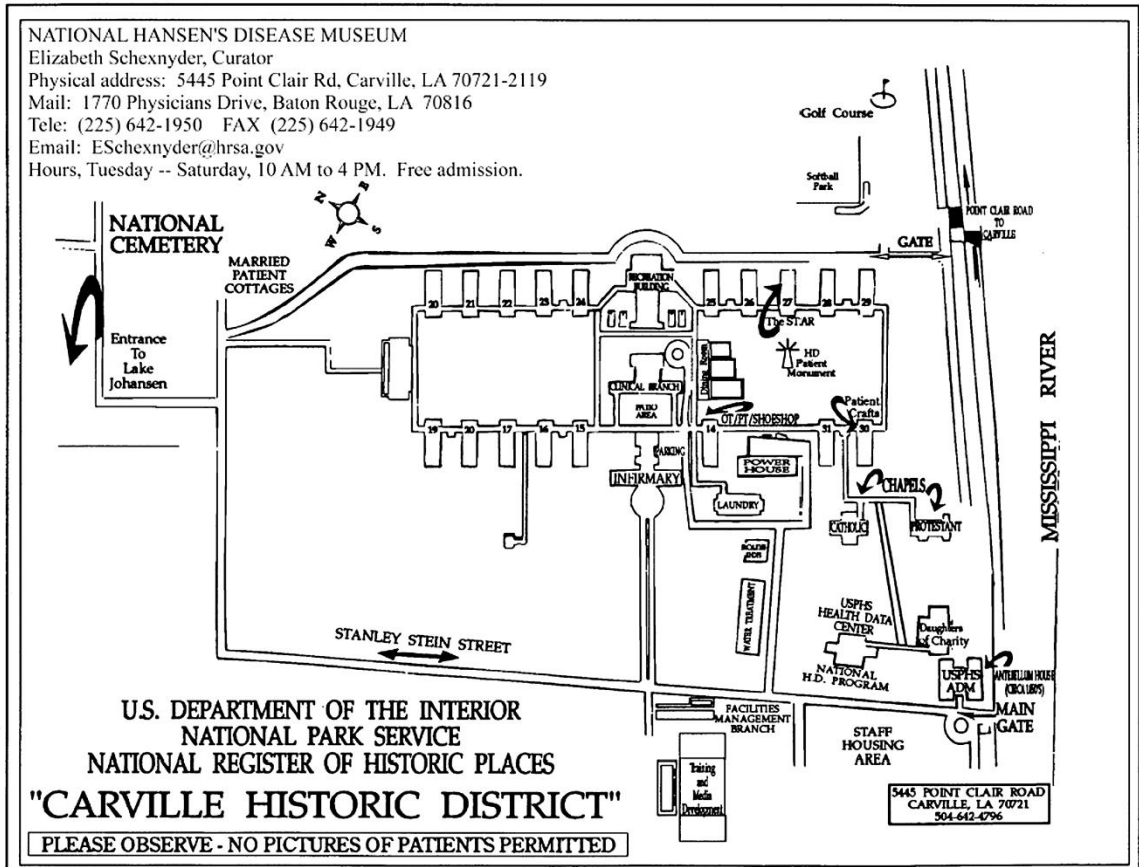 NATIONAL HANSEN'S DISEASE MUSEUM
Elizabeth Schexnyder, Curator
Physical address: 5445 Point Clair Rd, Carville, LA 70721-2119
Mail: 1770 Physicians Drive, Baton Rouge, LA 70816
Tele: (225) 642-1950 FAX (225) 642-1949
Email: ESchexnyder@hrsa.gov
Hours, Tuesday -- Saturday, 10 AM to 4 PM. Free admission.
Golf Course
Softball
Park
N
E
S
W
NATIONAL
CEMETERY
MARRIED
PATIENT
COTTAGES
POINT CLAIR ROAD
TO
CARVILLE
GATE
RECREATION
BUILDING
20
21
22
23
24
25
26
27
28
29
The STAR
HD
Patient
Monument
Entrance
To
Lake
Johansen
Dining Room
CLINICAL BRANCH
PATIO
AREA
OT/PT/SHOESHOP
Patient
Crafts
19
20
17
16
15
14
31
30
PARKING
POWER
HOUSE
INFIRMARY
LAUNDRY
CHAPELS
CATHOLIC
PROTESTANT
MISSISSIPPI RIVER
WATER TREATMENT
USPHS
HEALTH DATA
CENTER
Daughters
of Charity
NATIONAL
H.D. PROGRAM
USPHS
ADM
ANTEBELLUM HOUSE
MAIN
GATE
STANLEY STEIN STREET
FACILITIES
MANAGEMENT
BRANCH
STAFF
HOUSING
AREA
Training
and
Media
Development
U.S. DEPARTMENT OF THE INTERIOR
NATIONAL PARK SERVICE
NATIONAL REGISTER OF HISTORIC PLACES
"CARVILLE HISTORIC DISTRICT"
PLEASE OBSERVE - NO PICTURES OF PATIENTS PERMITTED
5445 POINT CLAIR ROAD
CARVILLE, LA 70721
504-642-4796